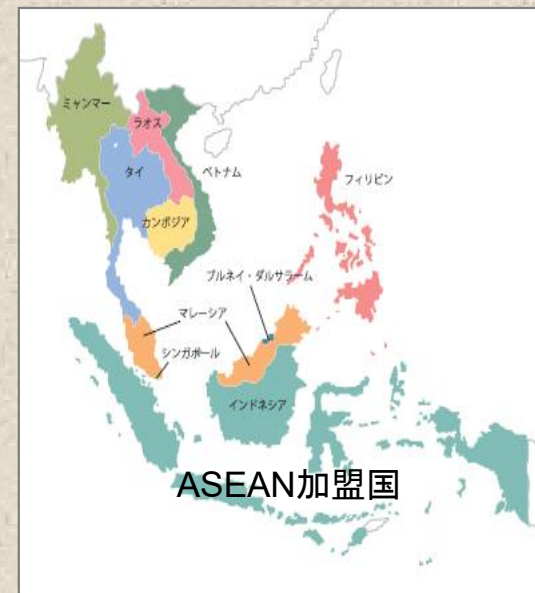 ミャンマー
ラオス
タイ
ベトナム
フィリピン
カンボジア
ブルネイ・ダルサラーム
マレーシア
シンガポール
インドネシア
ASEAN加盟国